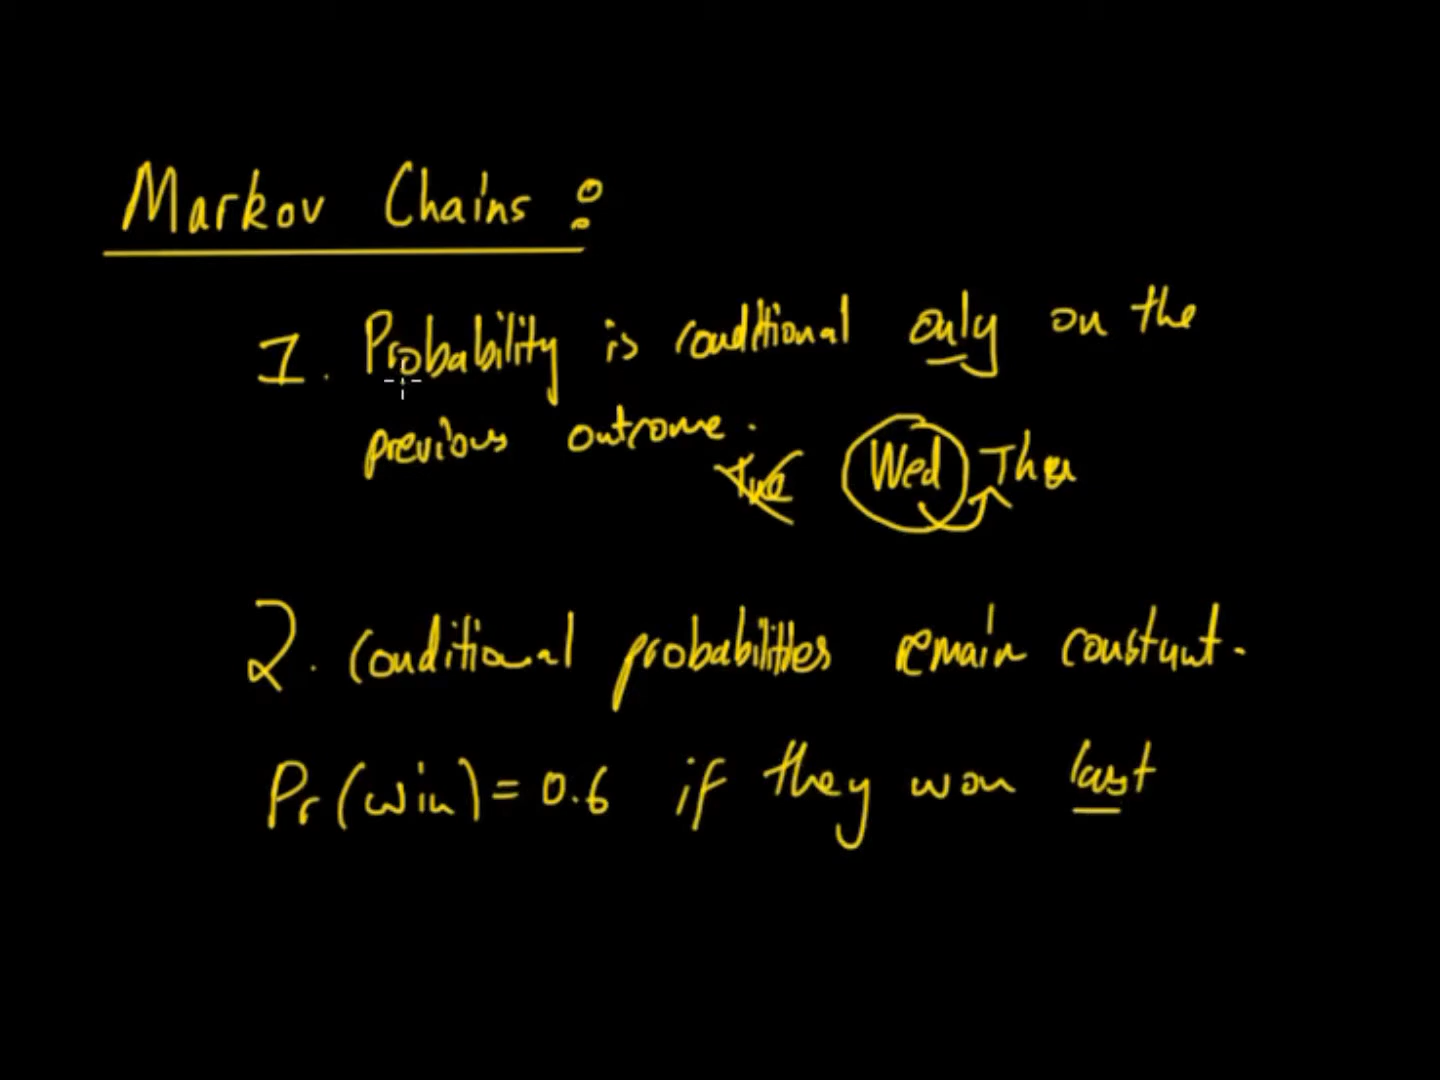 Markov Chains :
1. Probability is conditional only on the
previous outcome.
Tue Wed Thu
2. Conditional probabilities remain constant.
Pr(win) = 0.6 if they won last